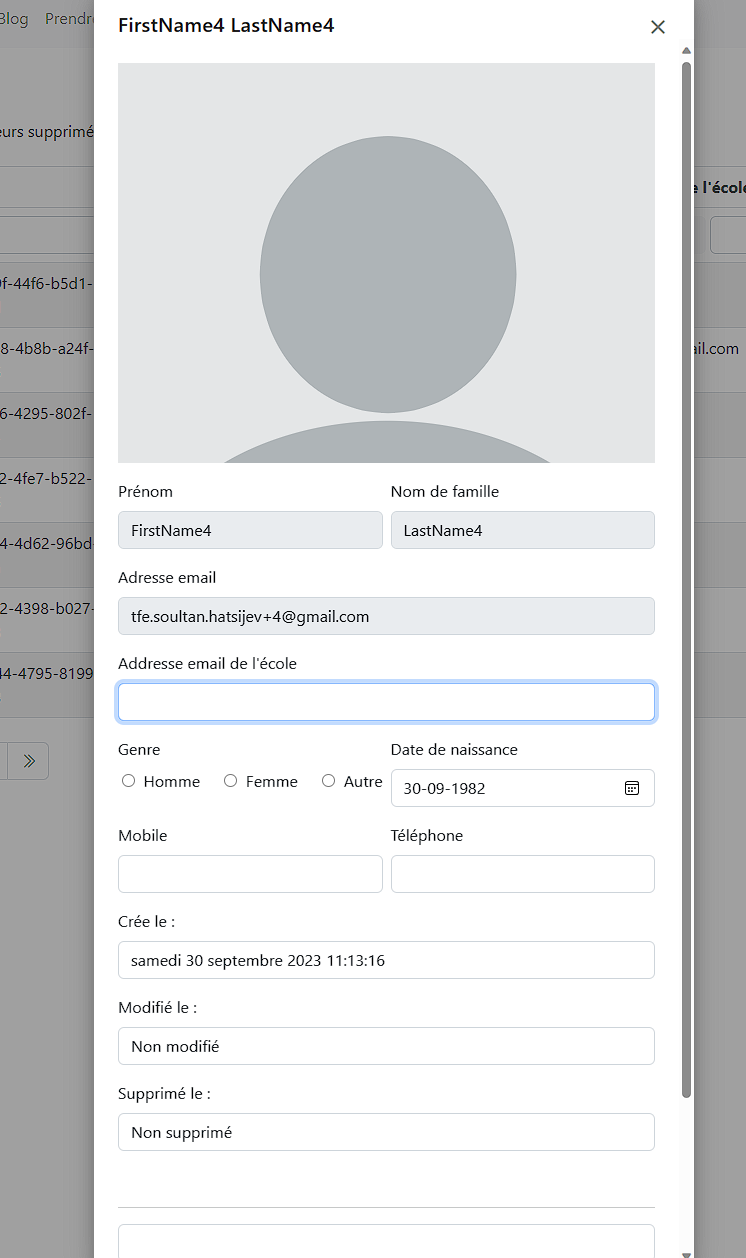 Blog Prendr
FirstName4 LastName4
eurs supprimé
e l'école
9f-44f6-b5d1-
8-4b8b-a24f-
ail.com
6-4295-802f-
2-4fe7-b522-
4-4d62-96bd-
2-4398-b027-
44-4795-8199
Prénom Nom de famille
FirstName4 LastName4
Adresse email
tfe.soultan.hatsijev+4@gmail.com
Addresse email de l'école
Genre Date de naissance
Homme Femme Autre 30-09-1982
Mobile Téléphone
Crée le :
samedi 30 septembre 2023 11:13:16
Modifié le :
Non modifié
Supprimé le :
Non supprimé